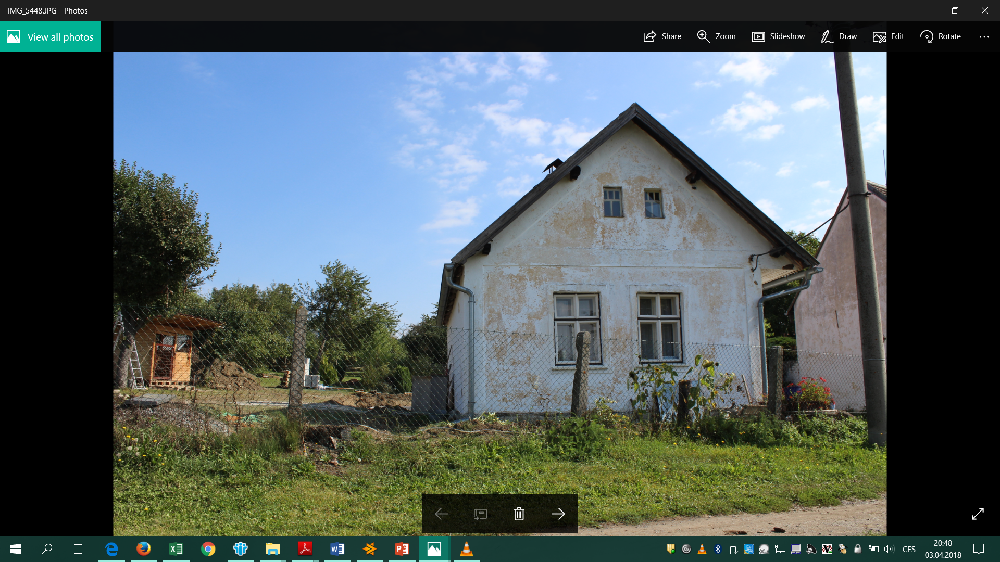 IMG_5448.JPG - Photos
View all photos
Share
Zoom
Slideshow
Draw
Edit
Rotate
CES
20:48
03.04.2018